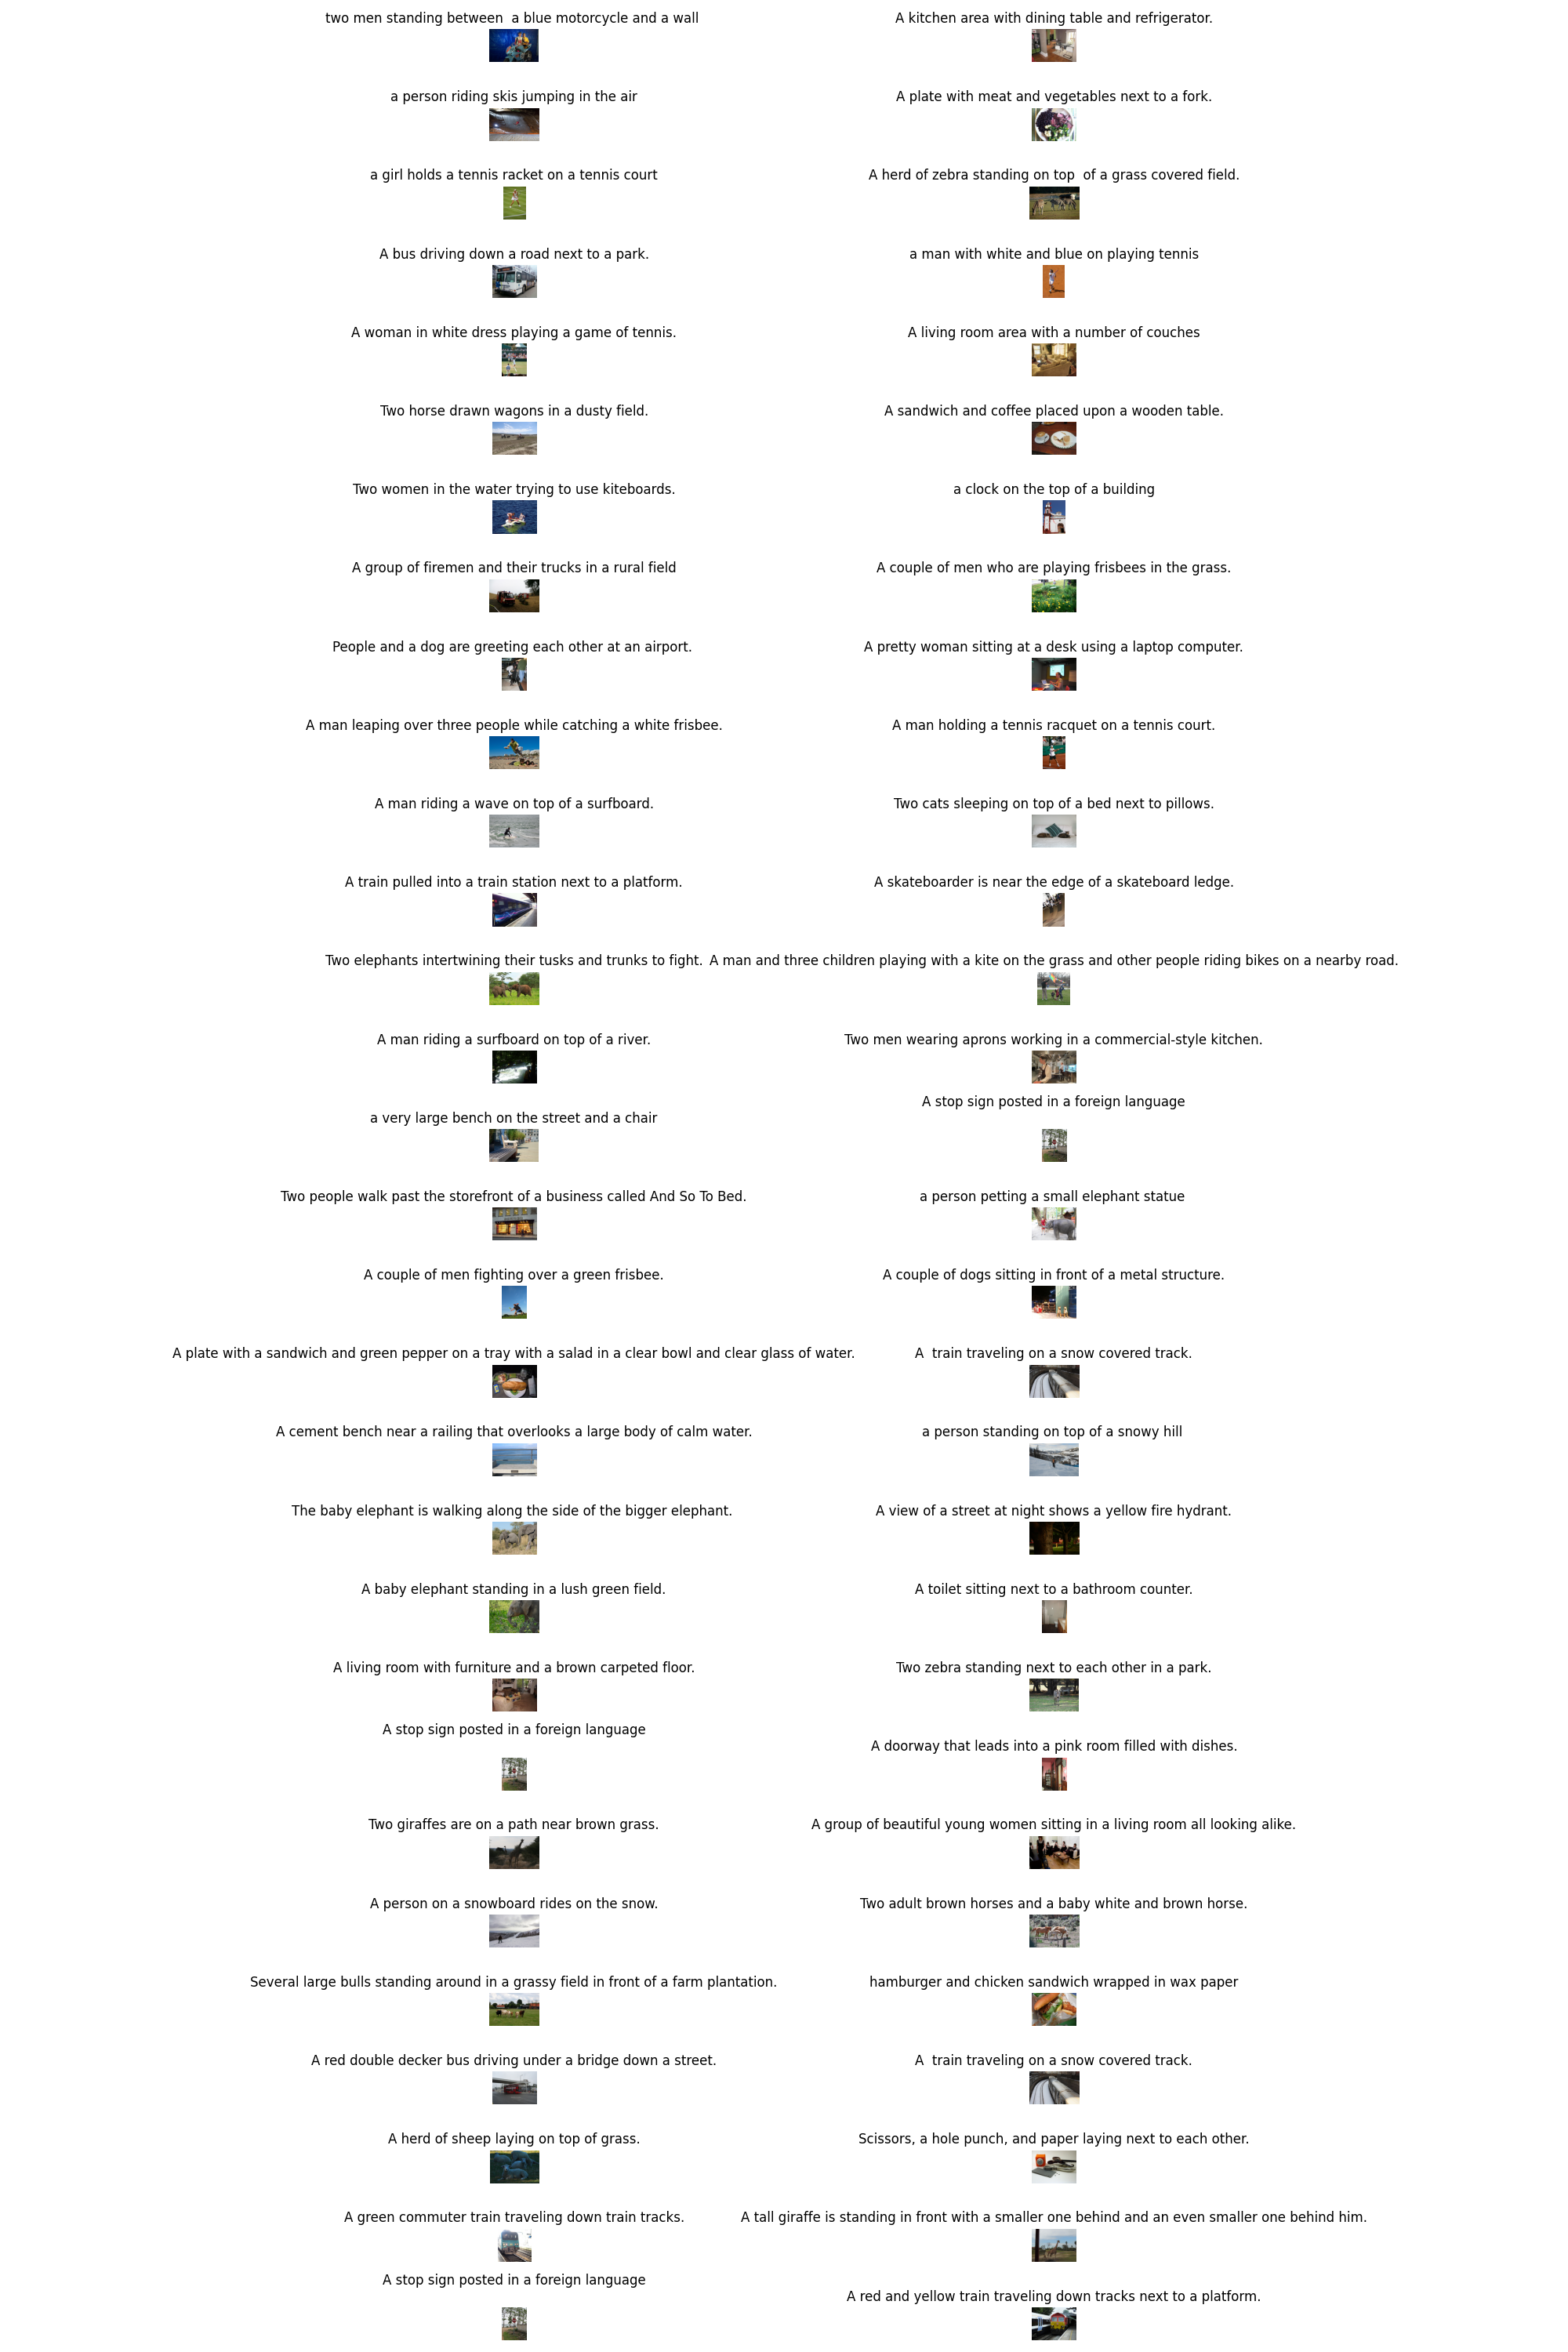 two men standing between  a blue motorcycle and a wall
A kitchen area with dining table and refrigerator.
a person riding skis jumping in the air
A plate with meat and vegetables next to a fork.
a girl holds a tennis racket on a tennis court
A herd of zebra standing on top  of a grass covered field.
A bus driving down a road next to a park.
a man with white and blue on playing tennis
A woman in white dress playing a game of tennis.
A living room area with a number of couches
Two horse drawn wagons in a dusty field.
A sandwich and coffee placed upon a wooden table.
Two women in the water trying to use kiteboards.
a clock on the top of a building
A group of firemen and their trucks in a rural field
A couple of men who are playing frisbees in the grass.
People and a dog are greeting each other at an airport.
A pretty woman sitting at a desk using a laptop computer.
A man leaping over three people while catching a white frisbee.
A man holding a tennis racquet on a tennis court.
A man riding a wave on top of a surfboard.
Two cats sleeping on top of a bed next to pillows.
A train pulled into a train station next to a platform.
A skateboarder is near the edge of a skateboard ledge.
Two elephants intertwining their tusks and trunks to fight.
A man and three children playing with a kite on the grass and other people riding bikes on a nearby road.
A man riding a surfboard on top of a river.
Two men wearing aprons working in a commercial-style kitchen.
a very large bench on the street and a chair
A stop sign posted in a foreign language
Two people walk past the storefront of a business called And So To Bed.
a person petting a small elephant statue
A couple of men fighting over a green frisbee.
A couple of dogs sitting in front of a metal structure.
A plate with a sandwich and green pepper on a tray with a salad in a clear bowl and clear glass of water.
A  train traveling on a snow covered track.
A cement bench near a railing that overlooks a large body of calm water.
a person standing on top of a snowy hill
The baby elephant is walking along the side of the bigger elephant.
A view of a street at night shows a yellow fire hydrant.
A baby elephant standing in a lush green field.
A toilet sitting next to a bathroom counter.
A living room with furniture and a brown carpeted floor.
Two zebra standing next to each other in a park.
A stop sign posted in a foreign language
A doorway that leads into a pink room filled with dishes.
Two giraffes are on a path near brown grass.
A group of beautiful young women sitting in a living room all looking alike.
A person on a snowboard rides on the snow.
Two adult brown horses and a baby white and brown horse.
Several large bulls standing around in a grassy field in front of a farm plantation.
hamburger and chicken sandwich wrapped in wax paper
A red double decker bus driving under a bridge down a street.
A  train traveling on a snow covered track.
A herd of sheep laying on top of grass.
Scissors, a hole punch, and paper laying next to each other.
A green commuter train traveling down train tracks.
A tall giraffe is standing in front with a smaller one behind and an even smaller one behind him.
A stop sign posted in a foreign language
A red and yellow train traveling down tracks next to a platform.